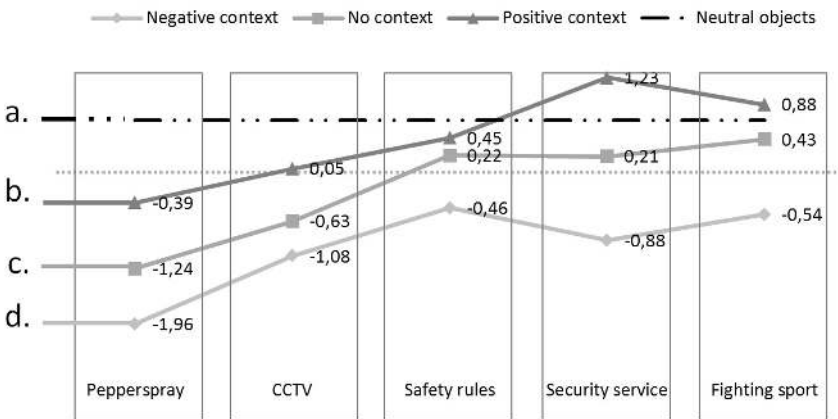 Negative context No context Positive context Neutral objects
1,23
a. 0,88
0,45 0,43
0,22 0,21
0,05
b. -0,39
-0,46 -0,54
-0,63 -0,88
c. -1,24 -1,08
d. -1,96
Pepperspray CCTV Safety rules Security service Fighting sport